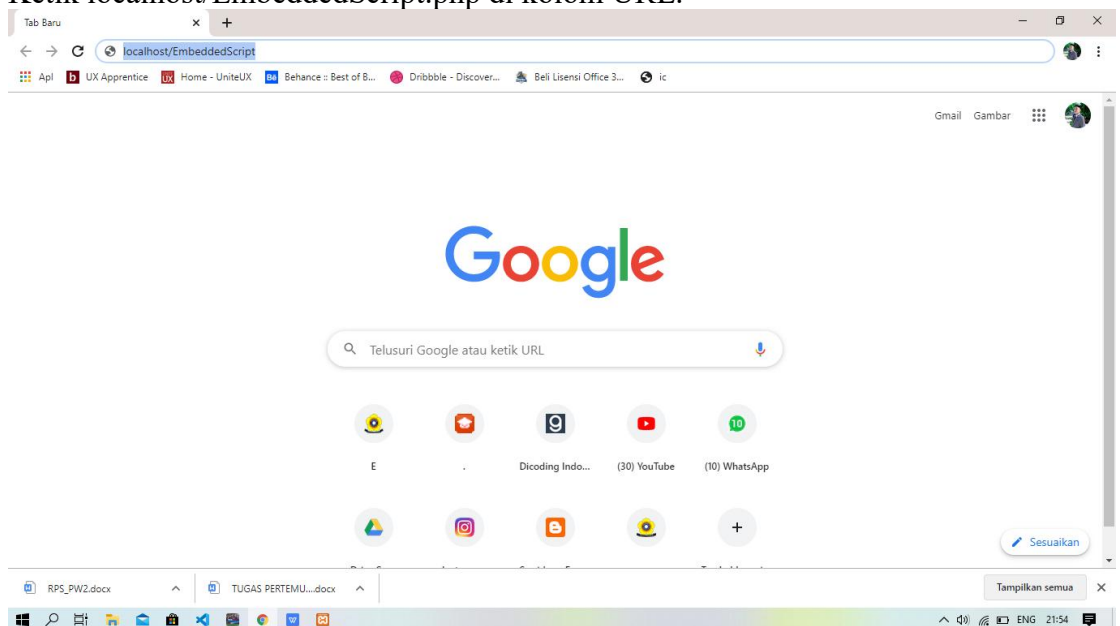 Ketik localhost/EmbeddedScript.php di kolom URL.
Tab Baru
localhost/EmbeddedScript
Apl UX Apprentice Home - UniteUX Behance :: Best of B... Dribbble - Discover... Beli Lisensi Office 3... ic
Gmail Gambar
Google
Telusuri Google atau ketik URL
E . Dicoding Indo... (30) YouTube (10) WhatsApp
Sesuaikan
RPS_PW2.docx TUGAS PERTEMU....docx Tampilkan semua
ENG 21:54